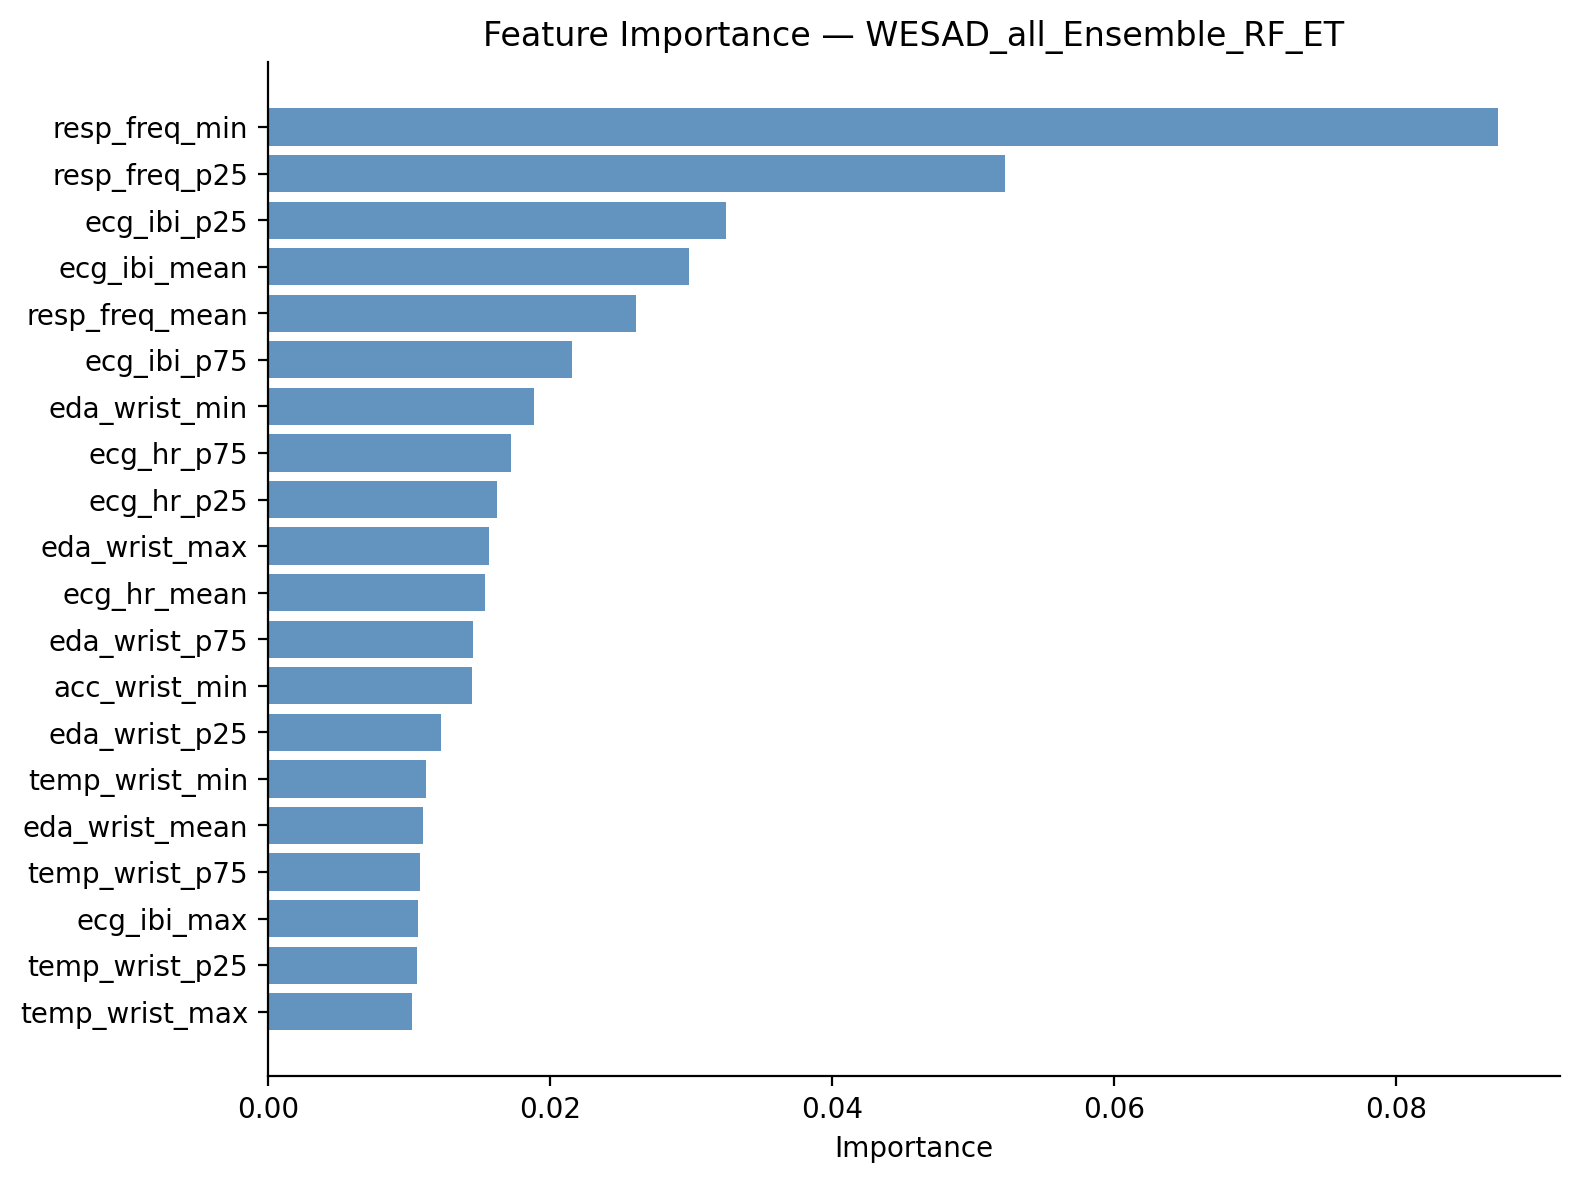 Feature Importance — WESAD_all_Ensemble_RF_ET
resp_freq_min
resp_freq_p25
ecg_ibi_p25
ecg_ibi_mean
resp_freq_mean
ecg_ibi_p75
eda_wrist_min
ecg_hr_p75
ecg_hr_p25
eda_wrist_max
ecg_hr_mean
eda_wrist_p75
acc_wrist_min
eda_wrist_p25
temp_wrist_min
eda_wrist_mean
temp_wrist_p75
ecg_ibi_max
temp_wrist_p25
temp_wrist_max
0.00 0.02 0.04 0.06 0.08
Importance